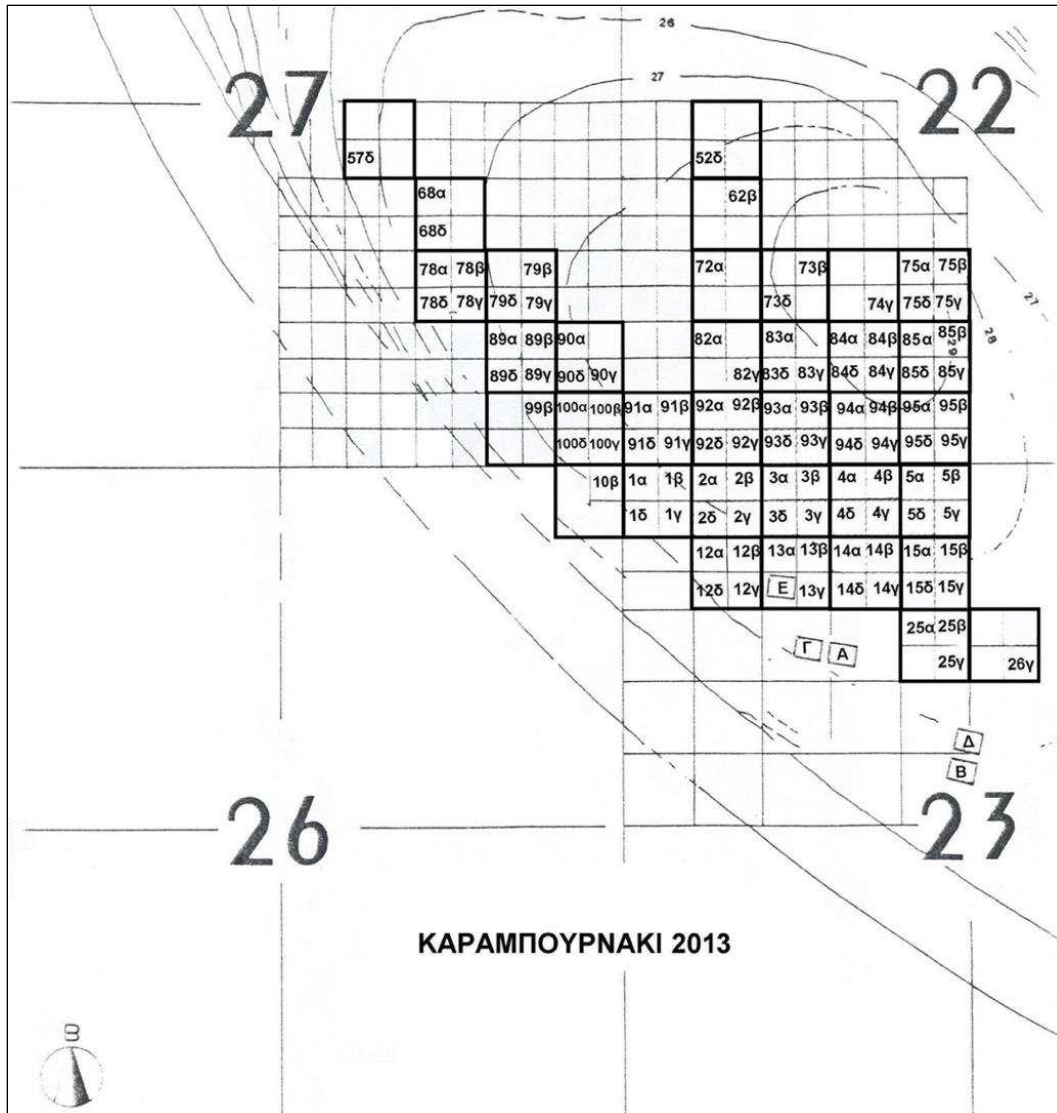 26
27
27 22
57δ 52δ
68α 62β
68δ
78α 78β 79β 72α 73β 75α 75β
78δ 78γ 79δ 79γ 73δ 74γ 75δ 75γ
27
28
89α 89β 90α 82α 83α 84α 84β 85α 85β
29
89δ 89γ 90δ 90γ 82γ 83δ 83γ 84δ 84γ 85δ 85γ
99β 100α 100β 91α 91β 92α 92β 93α 93β 94α 94β 95α 95β
100δ 100γ 91δ 91γ 92δ 92γ 93δ 93γ 94δ 94γ 95δ 95γ
10β 1α 1β 2α 2β 3α 3β 4α 4β 5α 5β
1δ 1γ 2δ 2γ 3δ 3γ 4δ 4γ 5δ 5γ
12α 12β 13α 13β 14α 14β 15α 15β
12δ 12γ Ε 13γ 14δ 14γ 15δ 15γ
25α 25β
Γ Α 25γ 26γ
Δ
Β
26 23
ΚΑΡΑΜΠΟΥΡΝΑΚΙ 2013
Β